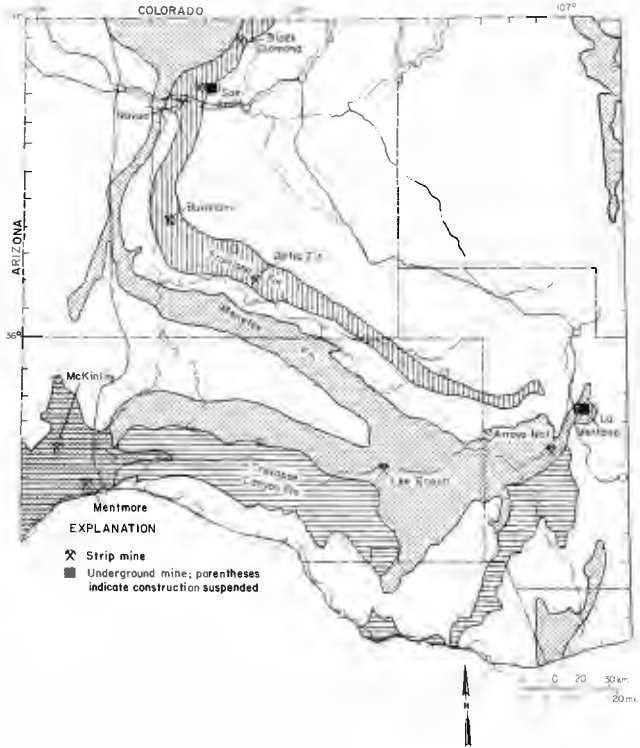 COLORADO
107°
Black
Diamond
San
Juan
Navajo
Burnham
ARIZONA
De-Na-Zin
Fruitland
Menefee
36°
McKinley
La
Ventana
Arroyo No. 1
Crevasse
Canyon Fm
Lee Ranch
Mentmore
EXPLANATION
Strip mine
Underground mine; parentheses
indicate construction suspended
0 20 30 km
20 mi.
N